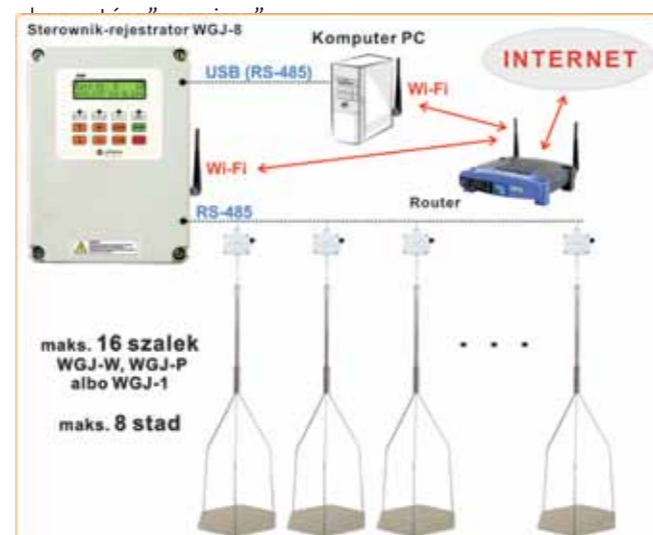 Sterownik-rejestrator WGJ-8
Komputer PC
INTERNET
USB (RS-485)
Wi-Fi
Wi-Fi
Router
RS-485
maks. 16 szalek
WGJ-W, WGJ-P
albo WGJ-1
maks. 8 stad